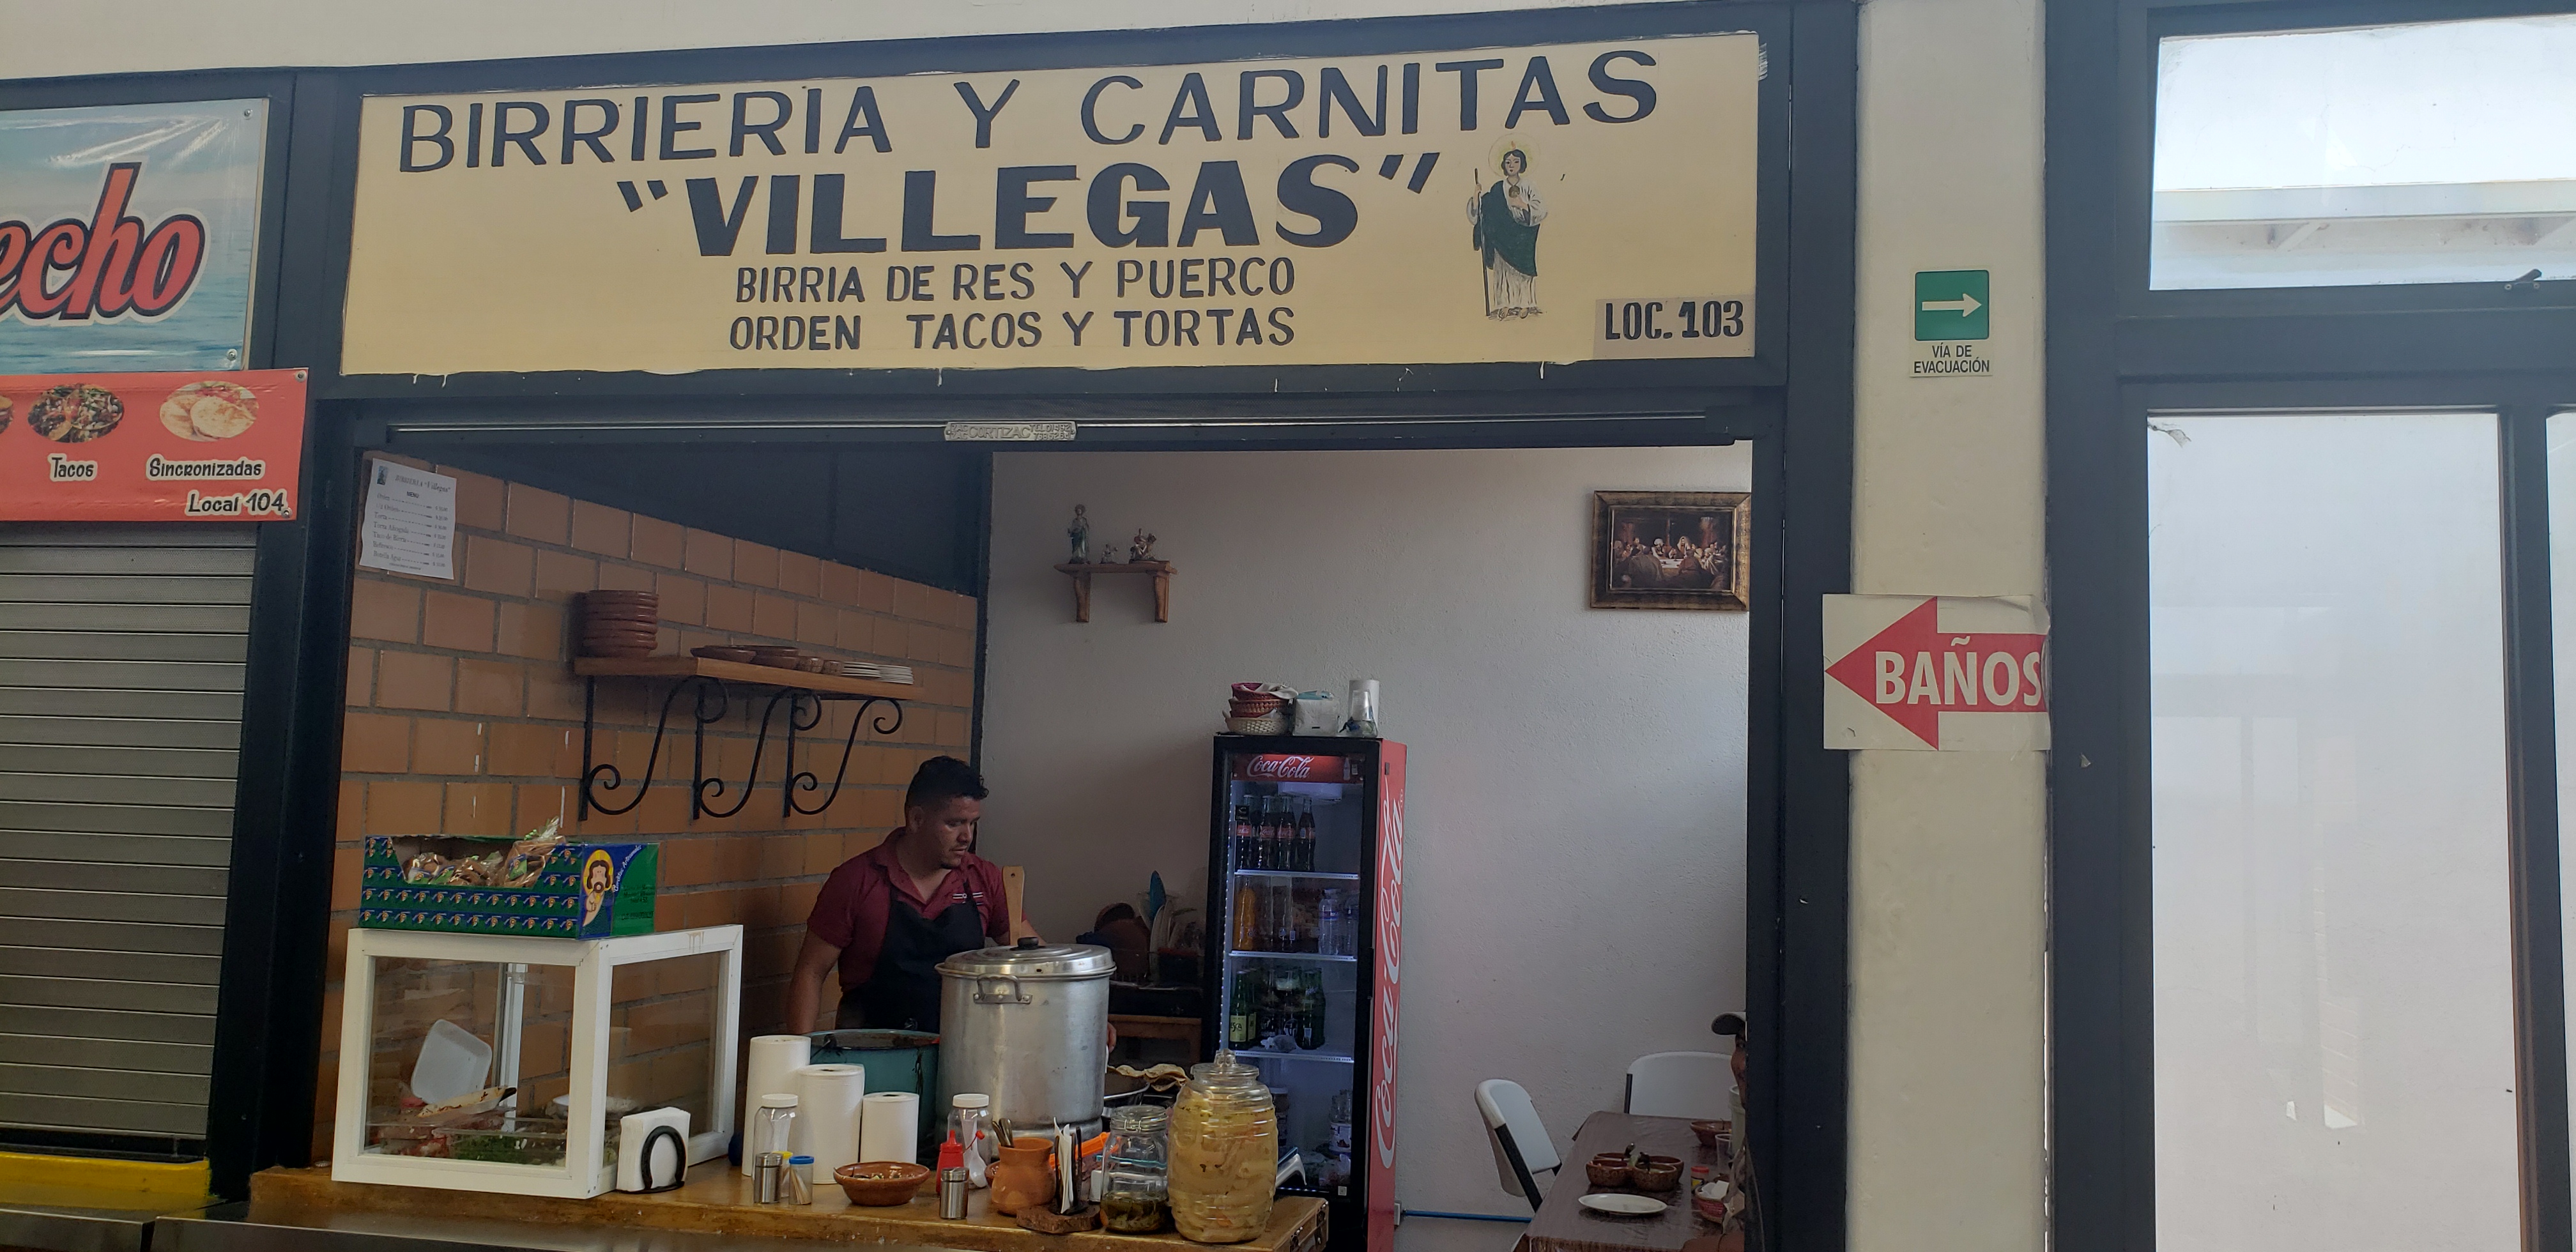 echo
Tacos
Sincronizadas
Local 104
BIRRIERIA Y CARNITAS
"VILLEGAS"
BIRRIA DE RES Y PUERCO
ORDEN TACOS Y TORTAS
LOC. 103
CORTIZAC
VÍA DE
EVACUACIÓN
BAÑOS
Coca-Cola
Coca-Cola